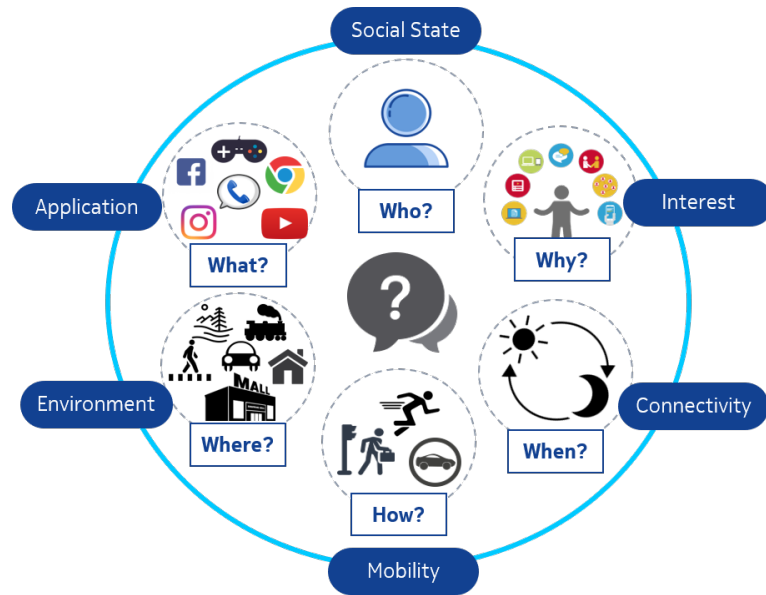 Social State
Who?
Application
What?
Interest
Why?
?
Environment
MALL
Where?
Connectivity
When?
How?
Mobility